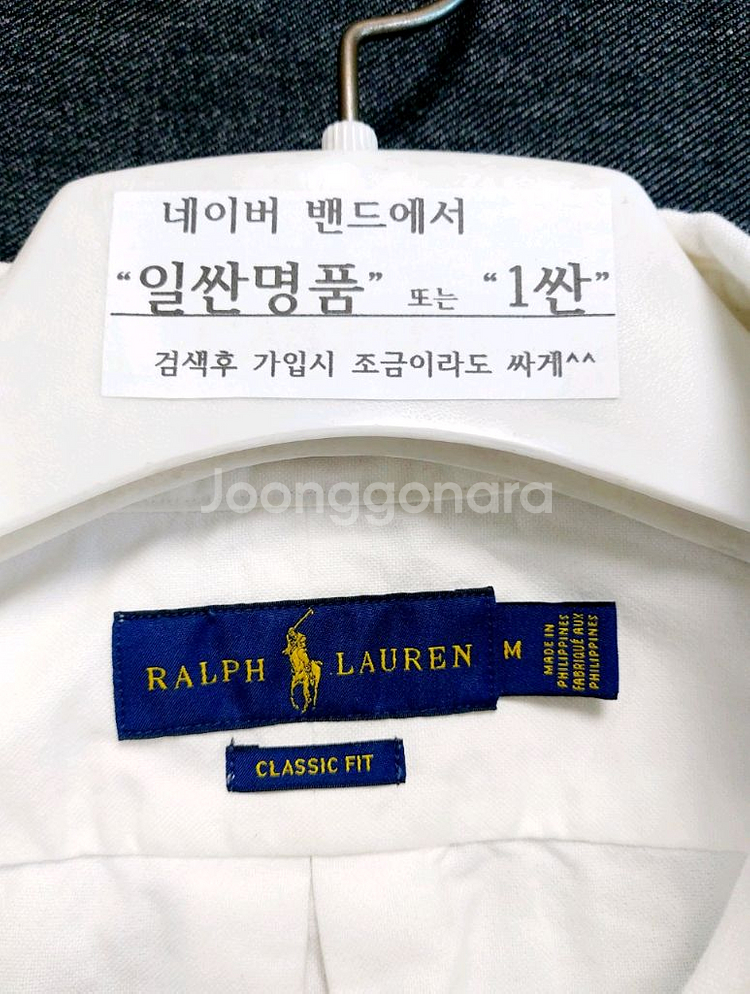 네이버 밴드에서
“일싼명품” 또는 “1싼”
검색후 가입시 조금이라도 싸게^^
Joonggonara
RALPH LAUREN
M
MADE IN
PHILIPPINES
FABRIQUÉ AUX
PHILIPPINES
CLASSIC FIT